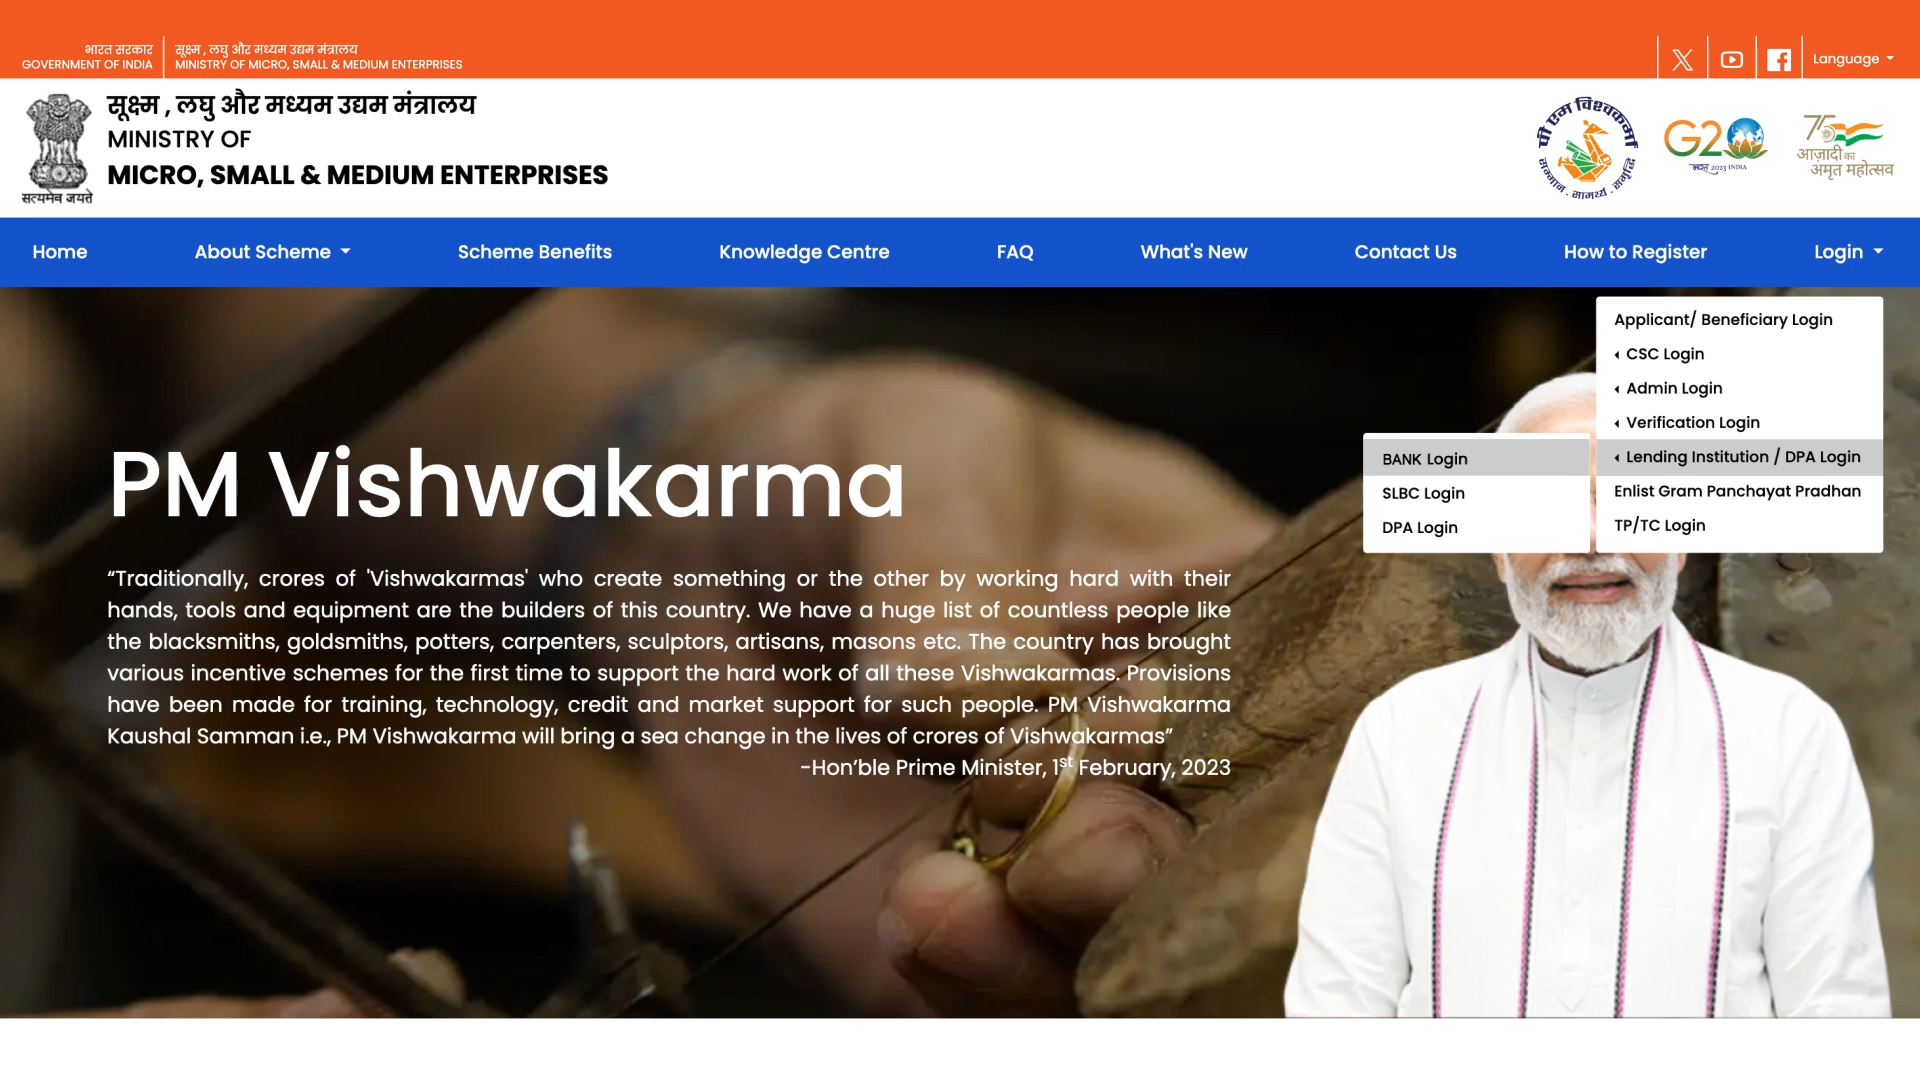 भारत सरकार
GOVERNMENT OF INDIA
सूक्ष्म , लघु और मध्यम उद्यम मंत्रालय
MINISTRY OF MICRO, SMALL & MEDIUM ENTERPRISES
Language
सूक्ष्म , लघु और मध्यम उद्यम मंत्रालय
MINISTRY OF
MICRO, SMALL & MEDIUM ENTERPRISES
सत्यमेव जयते
पी एम विश्वकर्मा
सम्मान . सामर्थ्य . समृद्धि
G20
भारत 2023 INDIA
75
आज़ादी का
अमृत महोत्सव
Home
About Scheme
Scheme Benefits
Knowledge Centre
FAQ
What's New
Contact Us
How to Register
Login
Applicant/ Beneficiary Login
CSC Login
Admin Login
Verification Login
Lending Institution / DPA Login
Enlist Gram Panchayat Pradhan
TP/TC Login
BANK Login
SLBC Login
DPA Login
PM Vishwakarma
“Traditionally, crores of 'Vishwakarmas' who create something or the other by working hard with their
hands, tools and equipment are the builders of this country. We have a huge list of countless people like
the blacksmiths, goldsmiths, potters, carpenters, sculptors, artisans, masons etc. The country has brought
various incentive schemes for the first time to support the hard work of all these Vishwakarmas. Provisions
have been made for training, technology, credit and market support for such people. PM Vishwakarma
Kaushal Samman i.e., PM Vishwakarma will bring a sea change in the lives of crores of Vishwakarmas”
-Hon’ble Prime Minister, 1st February, 2023